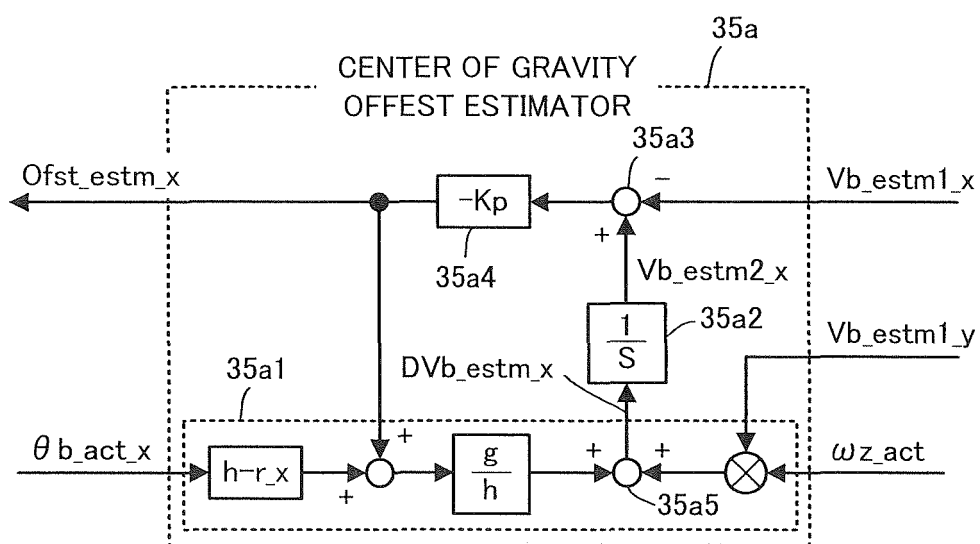 35a
CENTER OF GRAVITY
OFFEST ESTIMATOR
35a3
Ofst_estm_x
-Kp
−
Vb_estm1_x
+
35a4
Vb_estm2_x
1
S
35a2
Vb_estm1_y
DVb_estm_x
35a1
θb_act_x
h-r_x
+
+
g
h
+
+
ωz_act
35a5